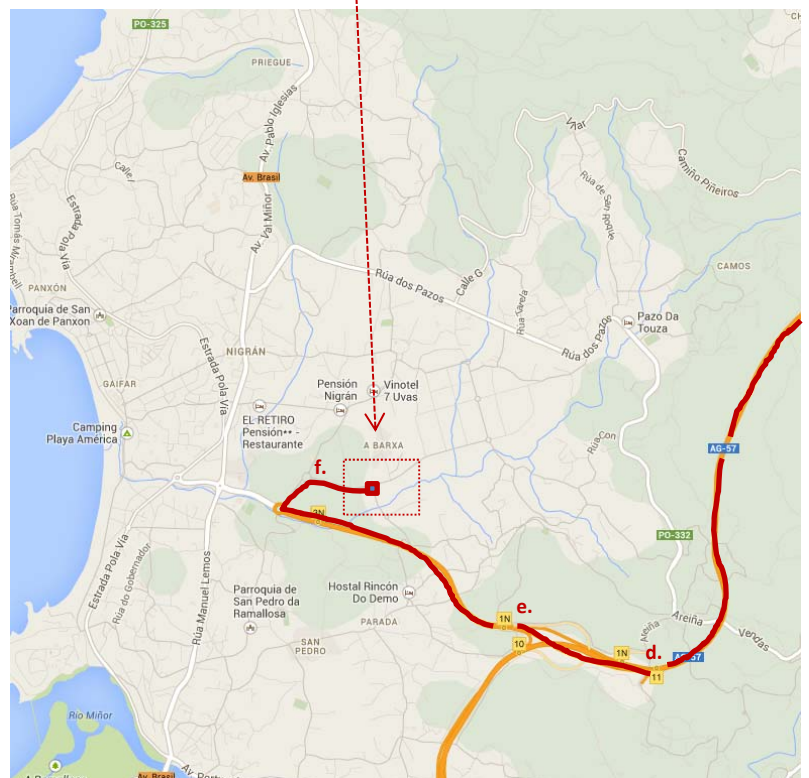 PO-325
PRIEGUE
Av. Pablo Iglesias
Vilar
Camiño Piñeiros
Calle
Av. Brasil
Rúa de San Roque
Estrada Pola Vía
Rúa Tomás Mirambell
Av. Val Miñor
CAMOS
PANXÓN
Rúa dos Pazos
Calle G
Rúa Varela
Parroquia de San
Xoan de Panxon
Pazo Da
Touza
Rúa dos Pazos
NIGRÁN
Estrada Pola Vía
GAIFAR
Pensión
Nigrán
Vinotel
7 Uvas
EL RETIRO
Pensión•• -
Restaurante
Camping
Playa América
A BARXA
Rúa Con
AG-57
f.
2N
PO-332
Estrada Pola Vía
Rúa do Gobernador
Rúa Manuel Lemos
Hostal Rincón
Do Demo
Parroquia de
San Pedro da
Ramallosa
PARADA
e.
1N
Areiña
Areiña
Vendas
SAN
PEDRO
10
1N
d.
AG-57
11
Rio Miñor
Av. Brasil